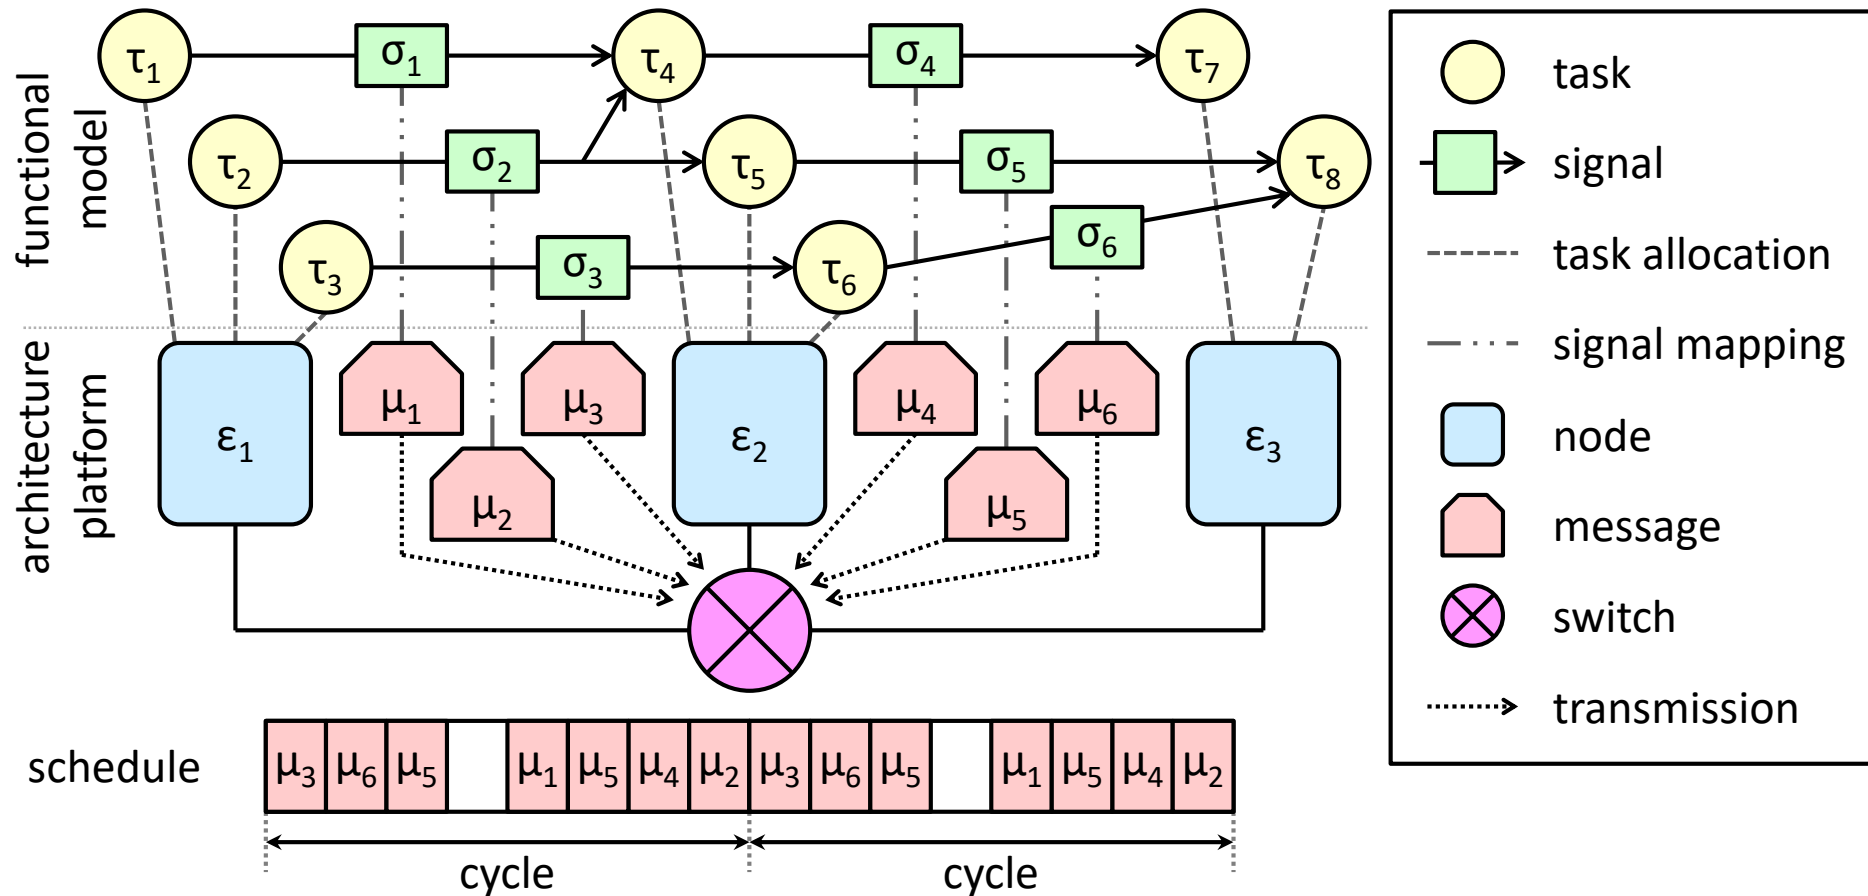 functional
model
τ1
σ1
τ4
σ4
τ7
τ2
σ2
τ5
σ5
τ8
τ3
σ3
τ6
σ6
architecture
platform
ε1
μ1
μ2
μ3
ε2
μ4
μ5
μ6
ε3
schedule
μ3 μ6 μ5 μ1 μ5 μ4 μ2 μ3 μ6 μ5 μ1 μ5 μ4 μ2
cycle cycle
task
signal
task allocation
signal mapping
node
message
switch
transmission